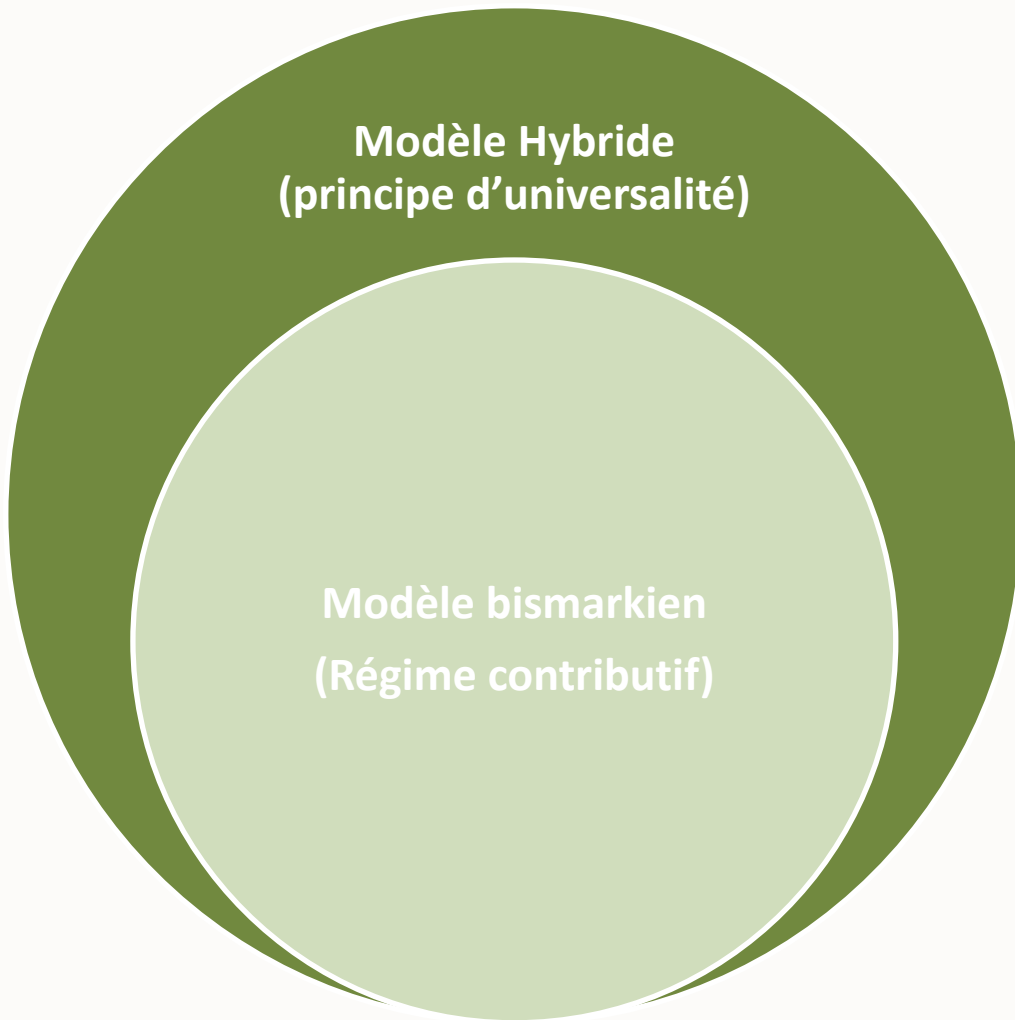 Modèle Hybride
(principe d’universalité)
Modèle bismarkien
(Régime contributif)